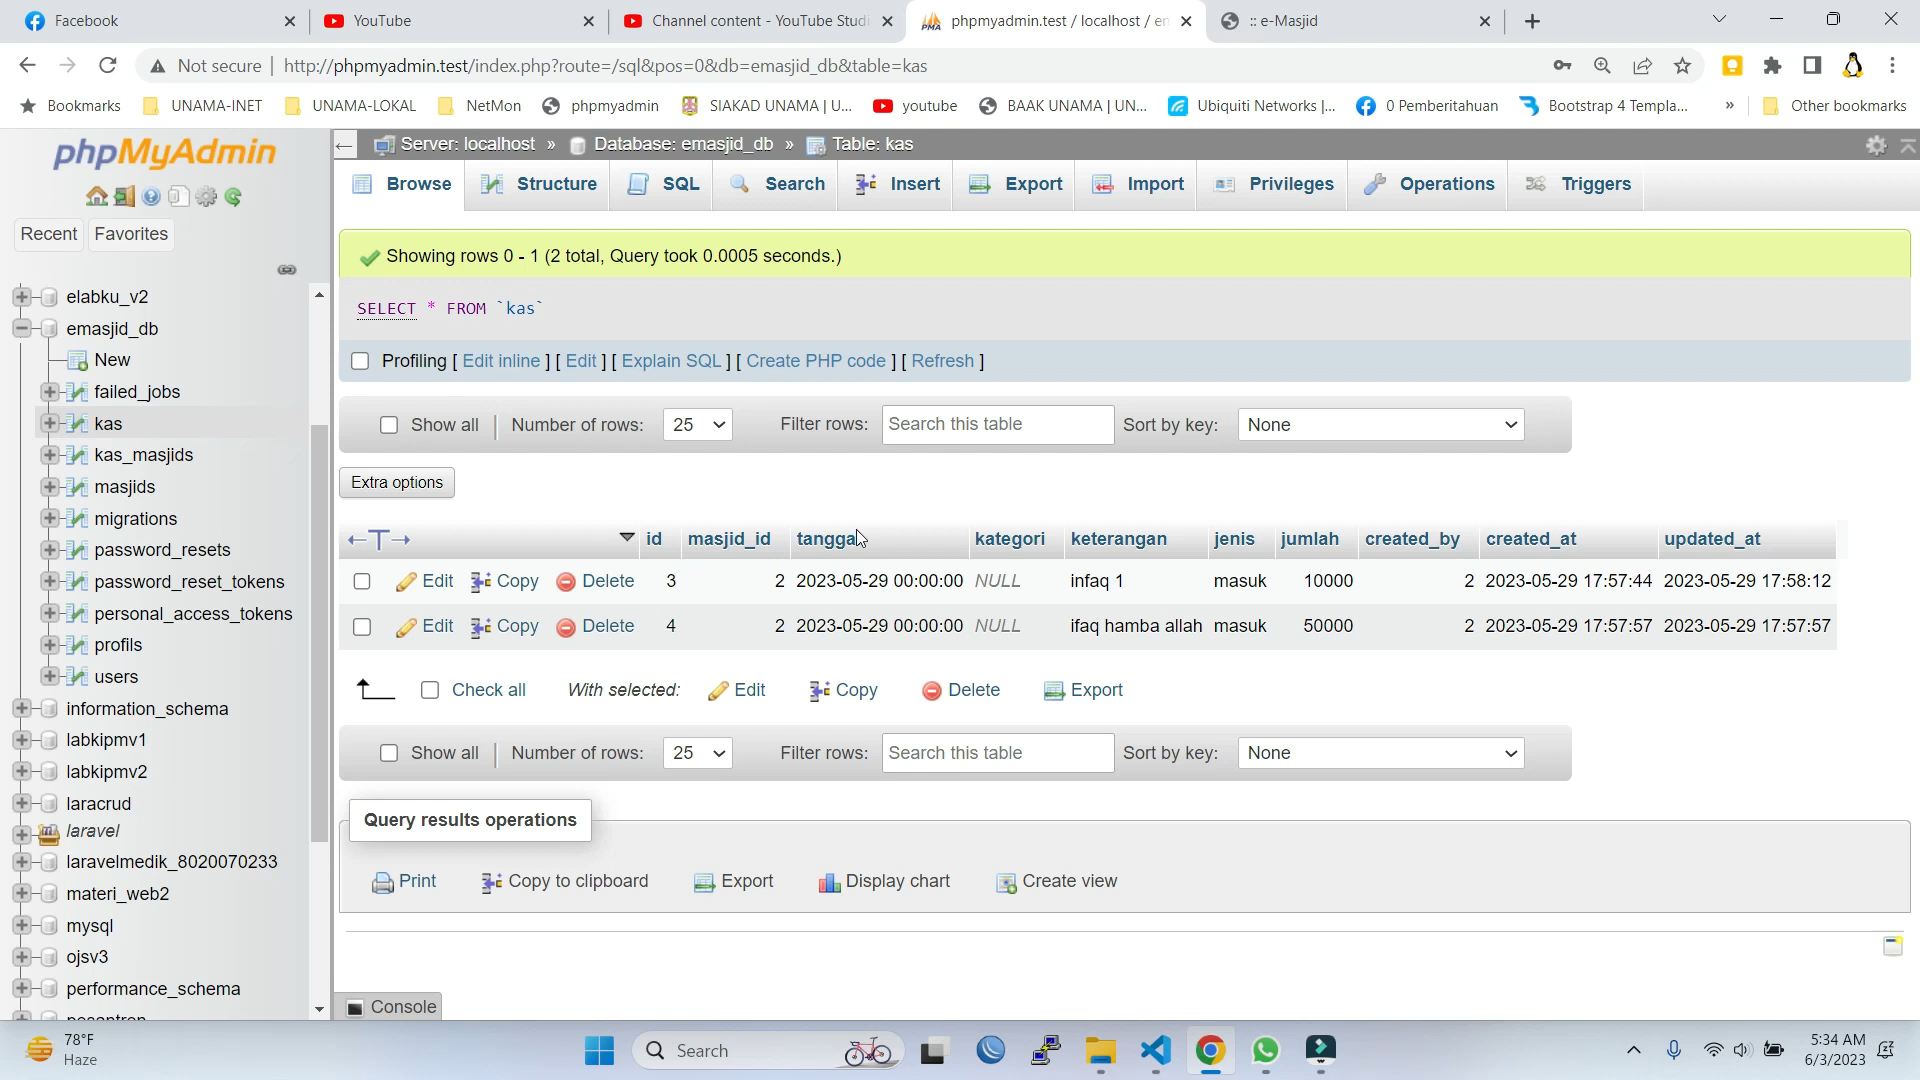 Facebook
YouTube
Channel content - YouTube Studi
phpmyadmin.test / localhost / em
:: e-Masjid
Not secure | http://phpmyadmin.test/index.php?route=/sql&pos=0&db=emasjid_db&table=kas
Bookmarks UNAMA-INET UNAMA-LOKAL NetMon phpmyadmin SIAKAD UNAMA | U... youtube BAAK UNAMA | UN... Ubiquiti Networks |... 0 Pemberitahuan Bootstrap 4 Templa... » Other bookmarks
phpMyAdmin
Recent Favorites
elabku_v2
emasjid_db
New
failed_jobs
kas
kas_masjids
masjids
migrations
password_resets
password_reset_tokens
personal_access_tokens
profils
users
information_schema
labkipmv1
labkipmv2
laracrud
laravel
laravelmedik_8020070233
materi_web2
mysql
ojsv3
performance_schema
Server: localhost » Database: emasjid_db » Table: kas
Browse Structure SQL Search Insert Export Import Privileges Operations Triggers
Showing rows 0 - 1 (2 total, Query took 0.0005 seconds.)
SELECT * FROM `kas`
Profiling [ Edit inline ] [ Edit ] [ Explain SQL ] [ Create PHP code ] [ Refresh ]
Show all | Number of rows: 25 Filter rows: Search this table Sort by key: None
Extra options
id masjid_id tangga kategori keterangan jenis jumlah created_by created_at updated_at
Edit Copy Delete 3 2 2023-05-29 00:00:00 NULL infaq 1 masuk 10000 2 2023-05-29 17:57:44 2023-05-29 17:58:12
Edit Copy Delete 4 2 2023-05-29 00:00:00 NULL ifaq hamba allah masuk 50000 2 2023-05-29 17:57:57 2023-05-29 17:57:57
Check all With selected: Edit Copy Delete Export
Show all | Number of rows: 25 Filter rows: Search this table Sort by key: None
Query results operations
Print Copy to clipboard Export Display chart Create view
Console
78°F
Haze
Search
5:34 AM
6/3/2023